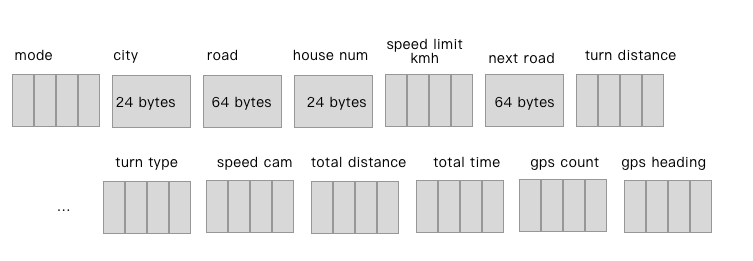 mode
city
road
house num
speed limit
kmh
next road
turn distance
24 bytes
64 bytes
24 bytes
64 bytes
turn type
speed cam
total distance
total time
gps count
gps heading
...